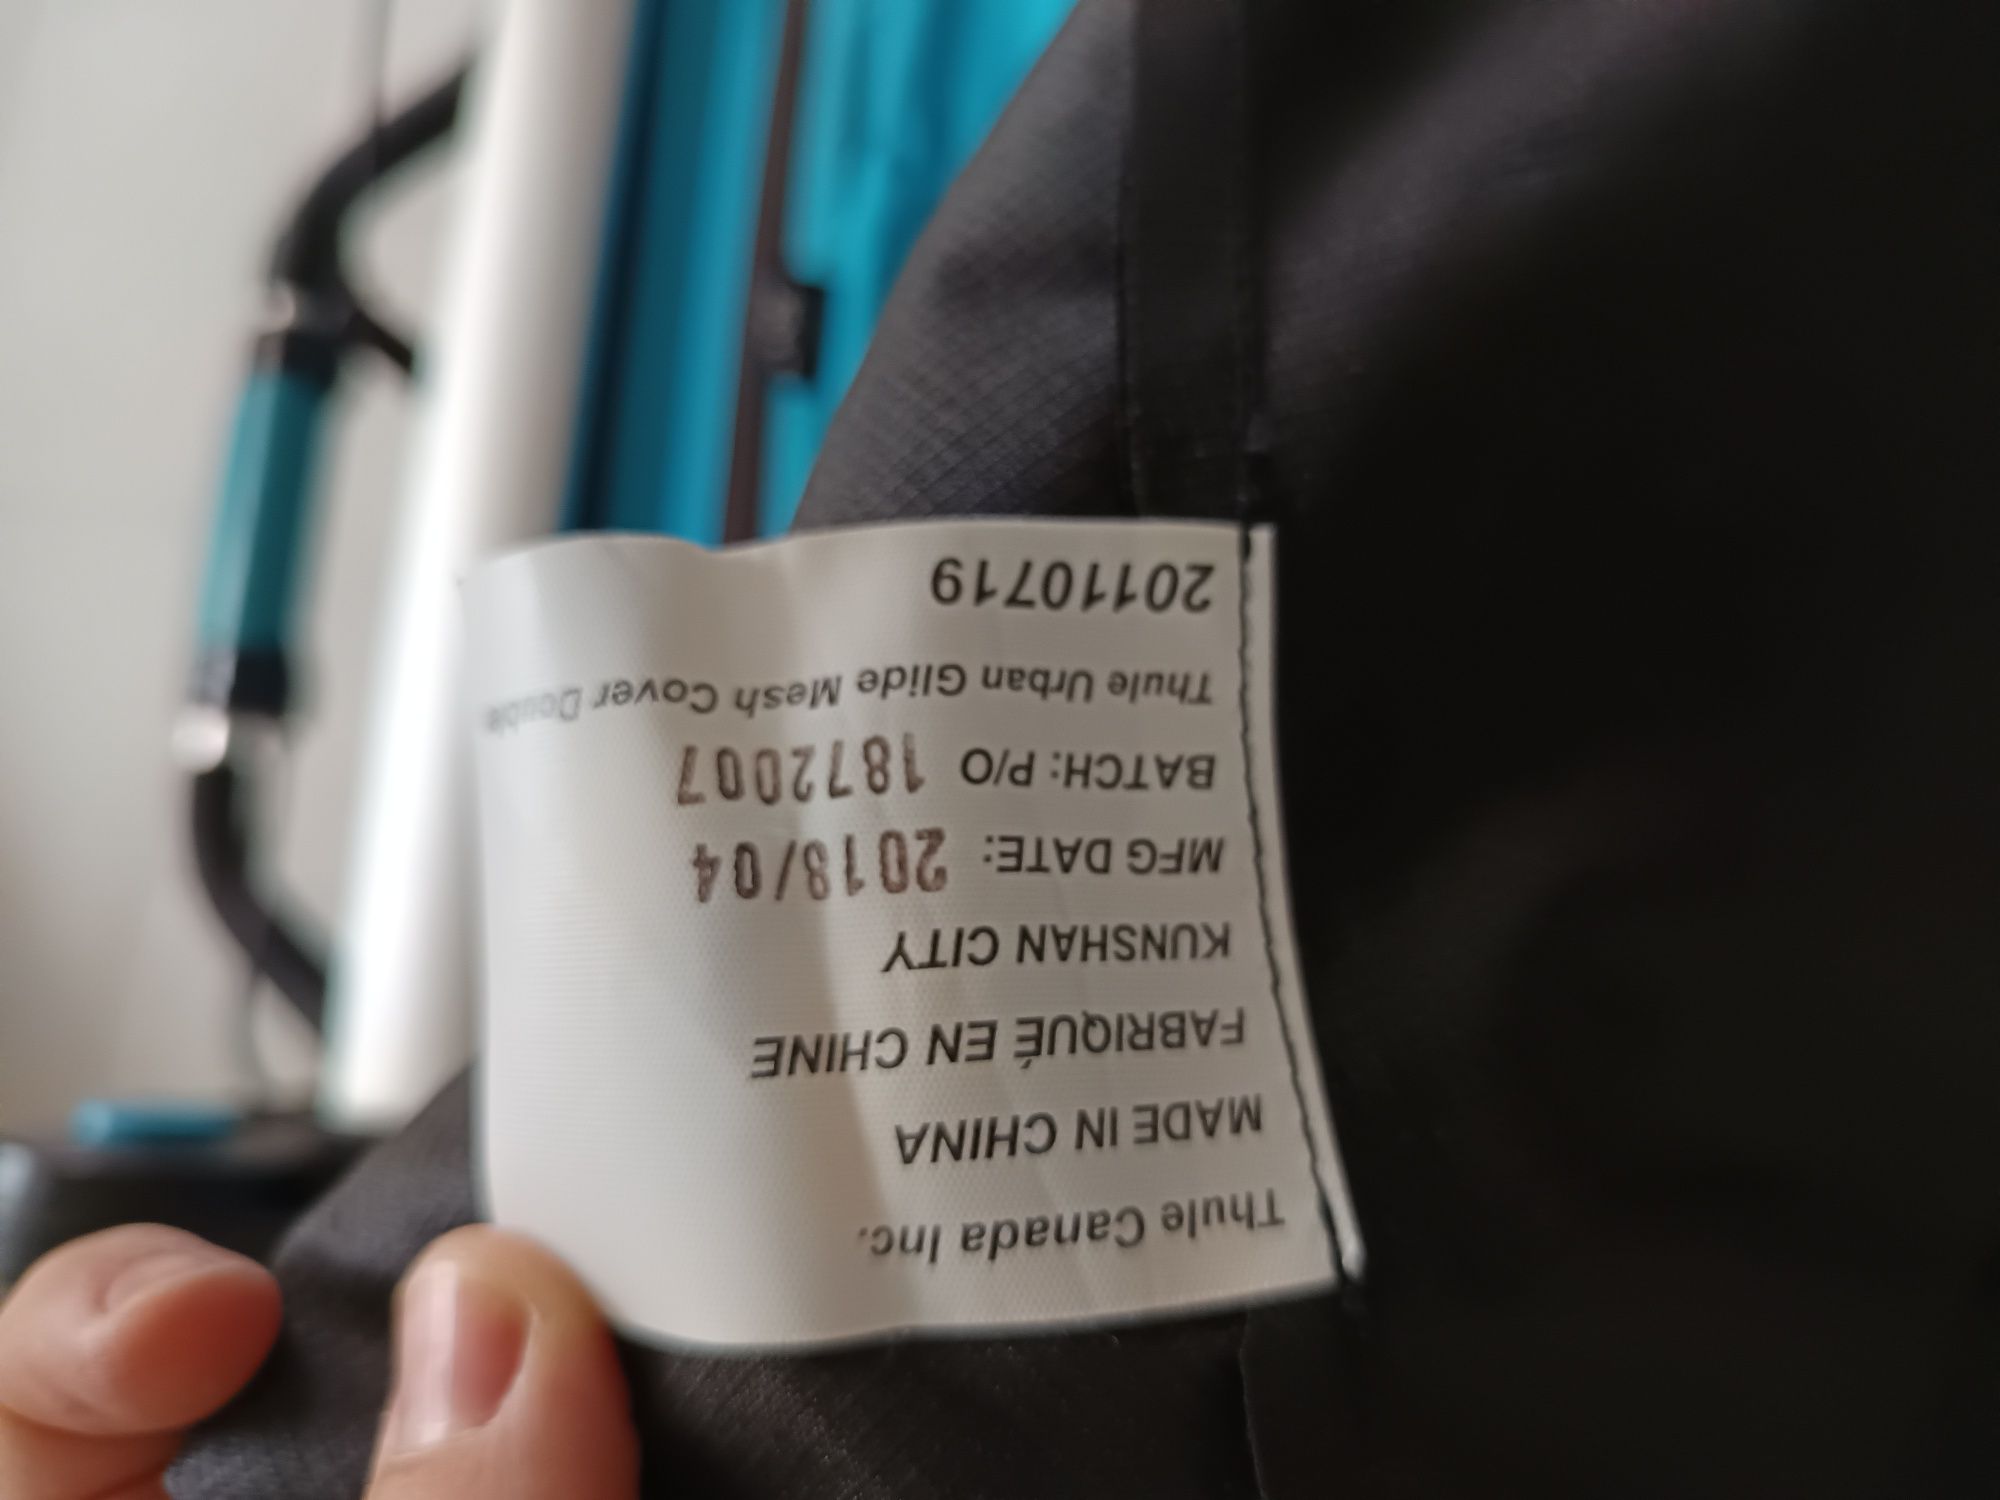 Thule Canada Inc.
MADE IN CHINA
FABRIQUÉ EN CHINE
KUNSHAN CITY
MFG DATE: 2018/04
BATCH: P/O 1872007
Thule Urban Glide Mesh Cover Double
20110719